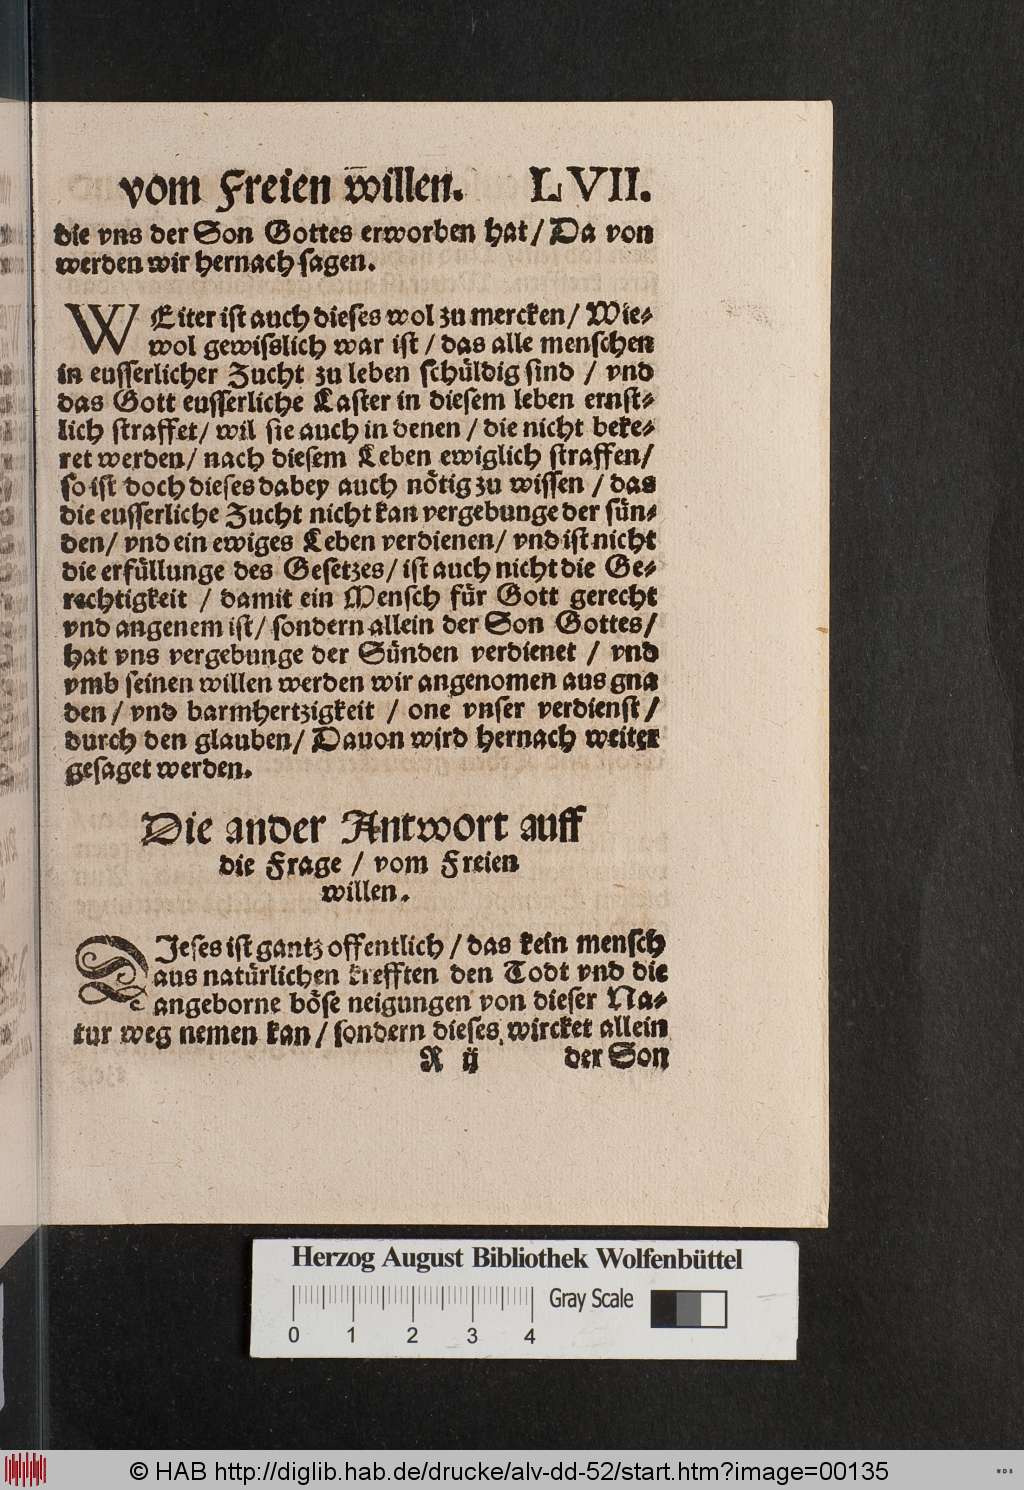 vom Freien willen. LVII.
die vns der Son Gottes erworben hat / Da von
werden wir hernach sagen.
WEiter ist auch dieses wol zu mercken / Wie-
wol gewisslich war ist / das alle menschen
in eusserlicher Zucht zu leben schüldig sind / vnd
das Gott eusserliche Laster in diesem leben ernst-
lich straffet / wil sie auch in denen / die nicht beke-
ret werden / nach diesem Leben ewiglich straffen /
so ist doch dieses dabey auch nötig zu wissen / das
die eusserliche Zucht nicht kan vergebunge der sün-
den / vnd ein ewiges Leben verdienen / vnd ist nicht
die erfüllunge des Gesetzes / ist auch nicht die Ge-
rechtigkeit / damit ein Mensch für Gott gerecht
vnd angenem ist / sondern allein der Son Gottes /
hat vns vergebunge der Sünden verdienet / vnd
vmb seinen willen werden wir angenomen aus gna
den / vnd barmhertzigkeit / one vnser verdienst /
durch den glauben / Dauon wird hernach weiter
gesaget werden.
Die ander Antwort auff
die Frage / vom Freien
willen.
DJeses ist gantz offentlich / das kein mensch
aus natürlichen krefften den Todt vnd die
angeborne böse neigungen von dieser Na-
tur weg nemen kan / sondern dieses wircket allein
R ij der Son
Herzog August Bibliothek Wolfenbüttel
Gray Scale
0 1 2 3 4
© HAB http://diglib.hab.de/drucke/alv-dd-52/start.htm?image=00135